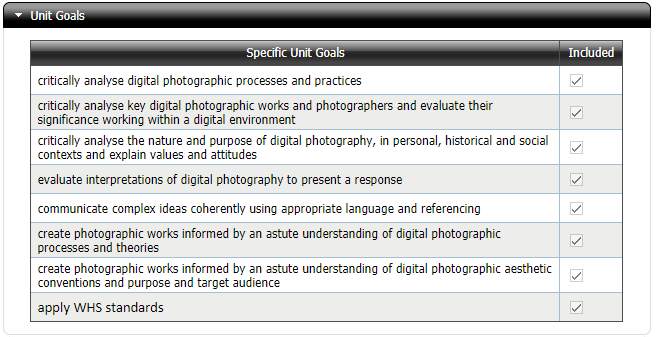 Unit Goals
Specific Unit Goals Included
critically analyse digital photographic processes and practices
critically analyse key digital photographic works and photographers and evaluate their
significance working within a digital environment
critically analyse the nature and purpose of digital photography, in personal, historical and social
contexts and explain values and attitudes
evaluate interpretations of digital photography to present a response
communicate complex ideas coherently using appropriate language and referencing
create photographic works informed by an astute understanding of digital photographic
processes and theories
create photographic works informed by an astute understanding of digital photographic aesthetic
conventions and purpose and target audience
apply WHS standards